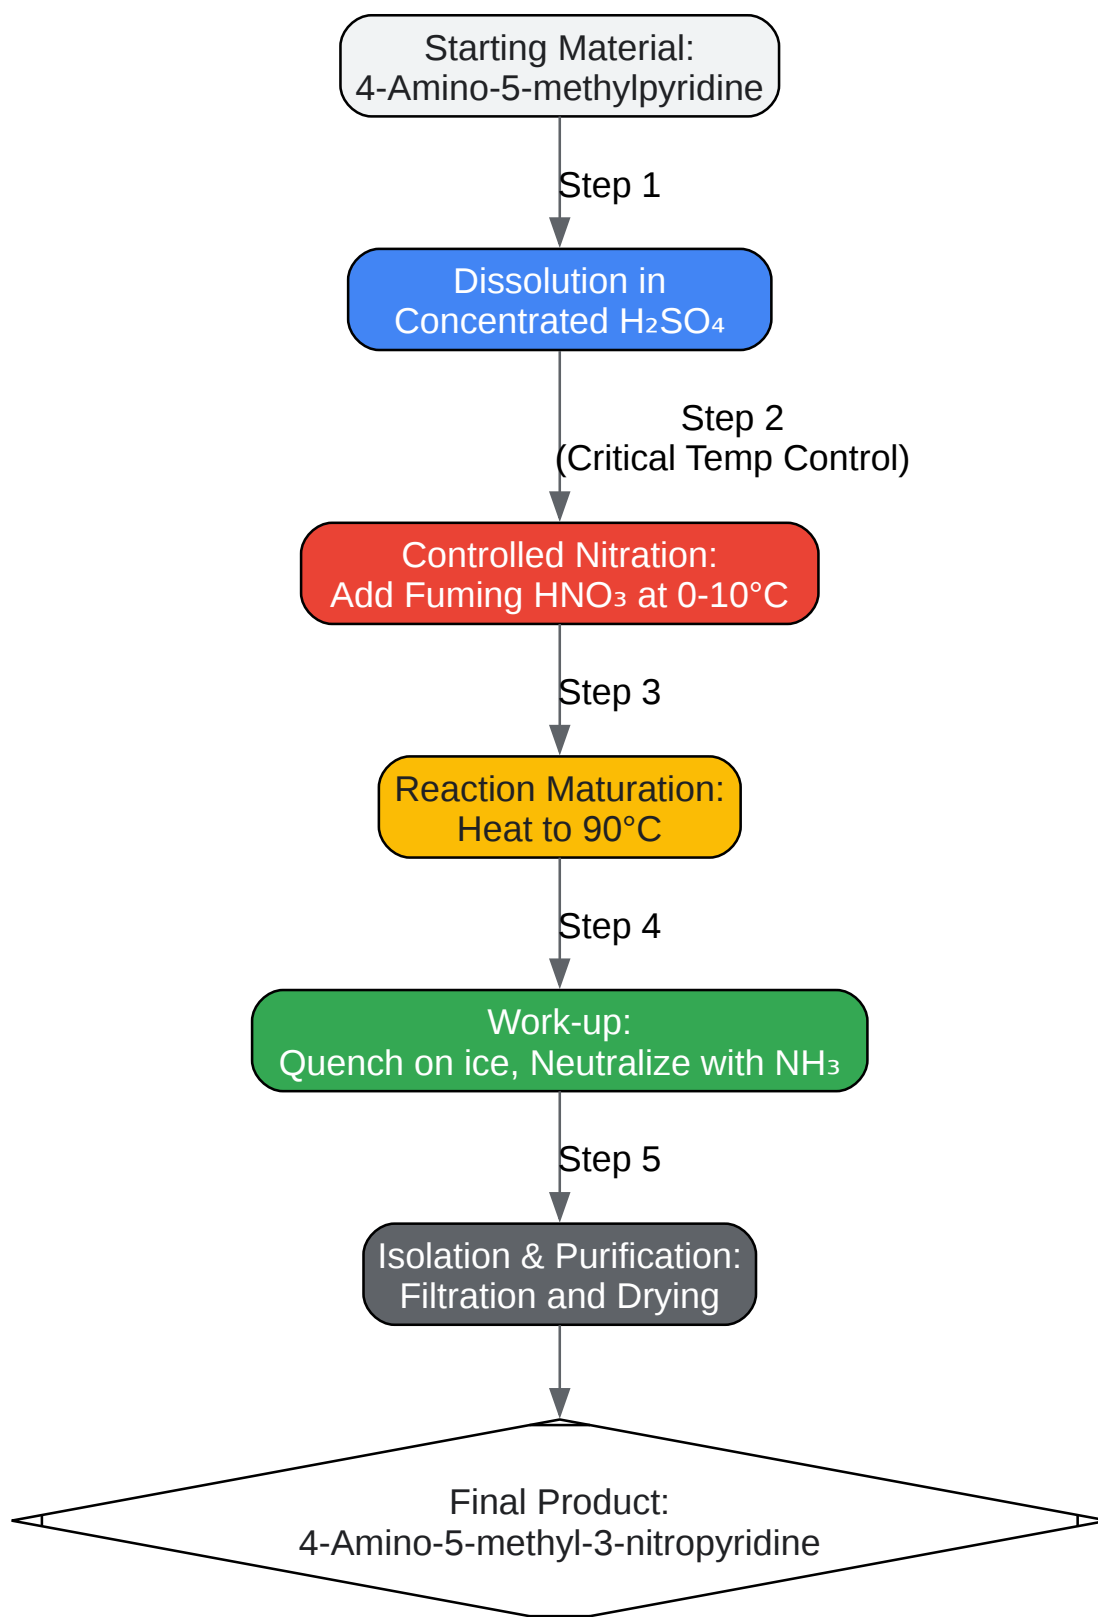 Starting Material:
4-Amino-5-methylpyridine
Step 1
Dissolution in
Concentrated H₂SO₄
Step 2
(Critical Temp Control)
Controlled Nitration:
Add Fuming HNO₃ at 0-10°C
Step 3
Reaction Maturation:
Heat to 90°C
Step 4
Work-up:
Quench on ice, Neutralize with NH₃
Step 5
Isolation & Purification:
Filtration and Drying
Final Product:
4-Amino-5-methyl-3-nitropyridine